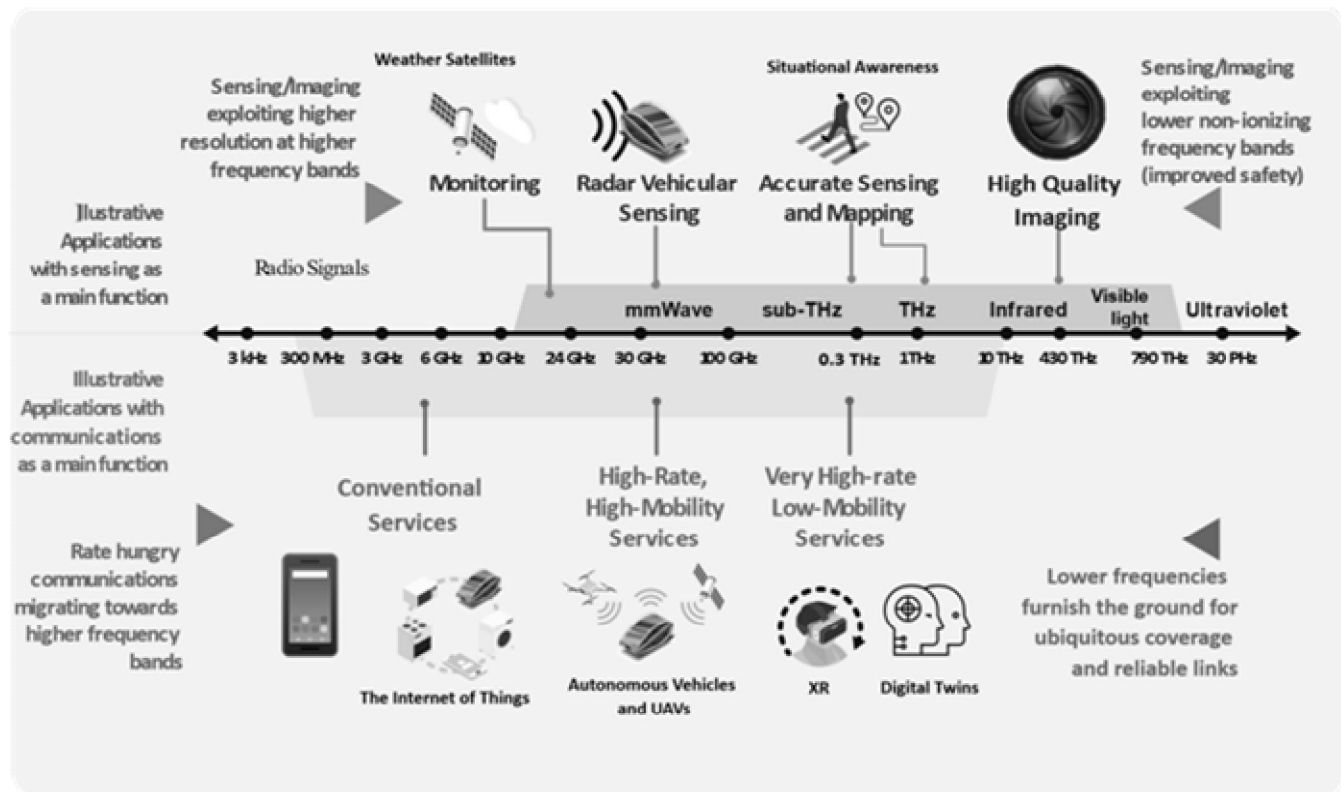 Weather Satellites
Situational Awareness
Sensing/Imaging
exploiting higher
resolution at higher
frequency bands
Sensing/Imaging
exploiting
lower non-ionizing
frequency bands
(improved safety)
Monitoring
Radar Vehicular
Sensing
Accurate Sensing
and Mapping
High Quality
Imaging
Illustrative
Applications
with sensing as
a main function
Radio Signals
mmWave
sub-THz
THz
Infrared
Visible
light
Ultraviolet
3 kHz
300 MHz
3 GHz
6 GHz
10 GHz
24 GHz
30 GHz
100 GHz
0.3 THz
1THz
10 THz
430 THz
790 THz
30 PHz
Illustrative
Applications with
communications
as a main function
Conventional
Services
High-Rate,
High-Mobility
Services
Very High-rate
Low-Mobility
Services
Rate hungry
communications
migrating towards
higher frequency
bands
Lower frequencies
furnish the ground for
ubiquitous coverage
and reliable links
The Internet of Things
Autonomous Vehicles
and UAVs
XR
Digital Twins